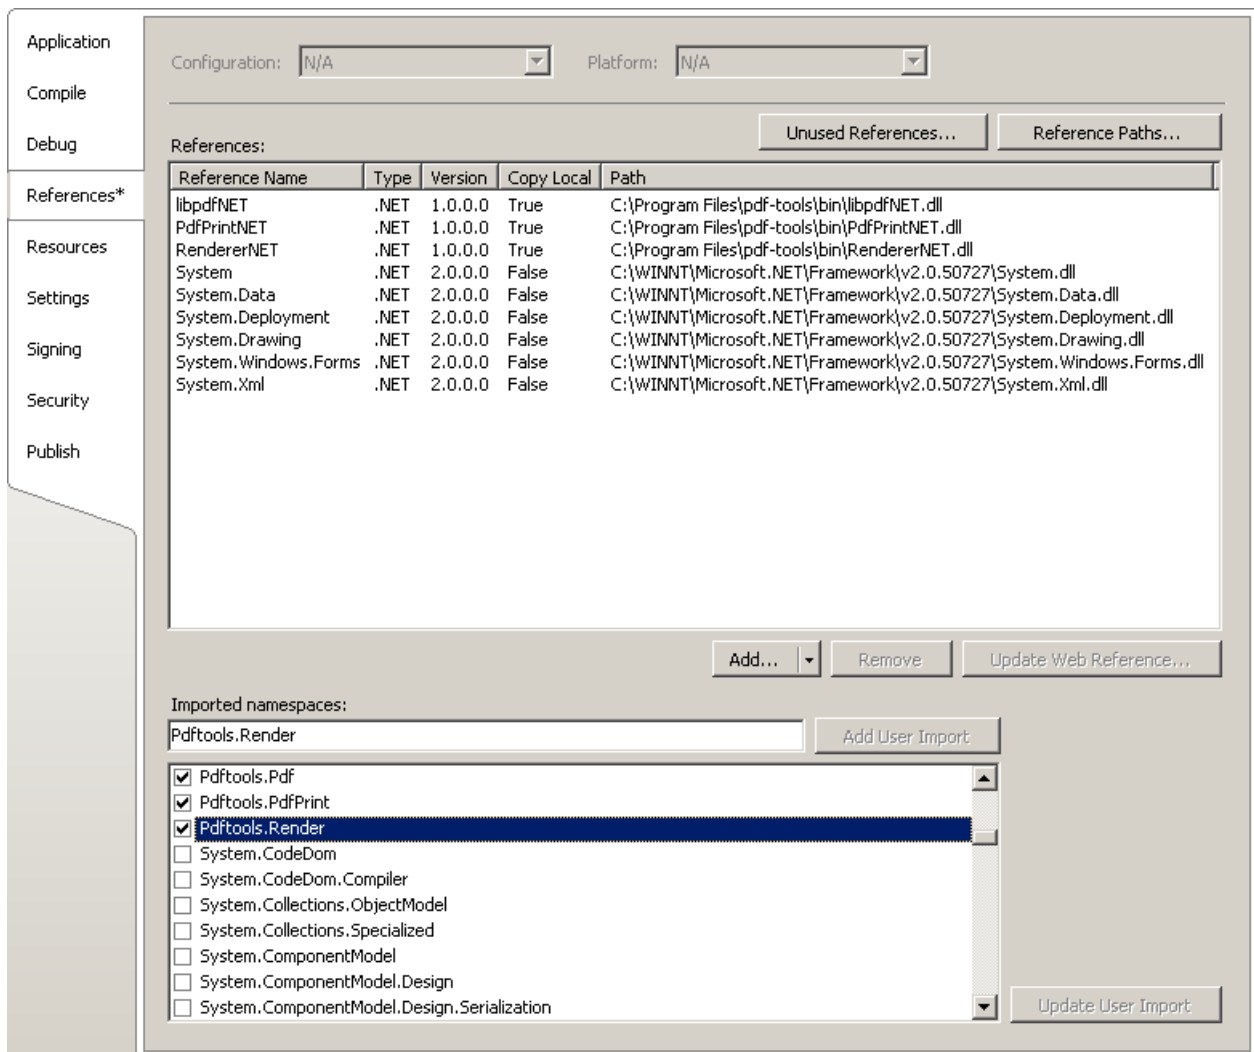 Application
Compile
Debug
References*
Resources
Settings
Signing
Security
Publish
Configuration: N/A Platform: N/A
Unused References... Reference Paths...
References:
Reference Name Type Version Copy Local Path
libpdfNET .NET 1.0.0.0 True C:\Program Files\pdf-tools\bin\libpdfNET.dll
PdfPrintNET .NET 1.0.0.0 True C:\Program Files\pdf-tools\bin\PdfPrintNET.dll
RendererNET .NET 1.0.0.0 True C:\Program Files\pdf-tools\bin\RendererNET.dll
System .NET 2.0.0.0 False C:\WINNT\Microsoft.NET\Framework\v2.0.50727\System.dll
System.Data .NET 2.0.0.0 False C:\WINNT\Microsoft.NET\Framework\v2.0.50727\System.Data.dll
System.Deployment .NET 2.0.0.0 False C:\WINNT\Microsoft.NET\Framework\v2.0.50727\System.Deployment.dll
System.Drawing .NET 2.0.0.0 False C:\WINNT\Microsoft.NET\Framework\v2.0.50727\System.Drawing.dll
System.Windows.Forms .NET 2.0.0.0 False C:\WINNT\Microsoft.NET\Framework\v2.0.50727\System.Windows.Forms.dll
System.Xml .NET 2.0.0.0 False C:\WINNT\Microsoft.NET\Framework\v2.0.50727\System.Xml.dll
Add... Remove Update Web Reference...
Imported namespaces:
Pdftools.Render Add User Import
Pdftools.Pdf
Pdftools.PdfPrint
Pdftools.Render
System.CodeDom
System.CodeDom.Compiler
System.Collections.ObjectModel
System.Collections.Specialized
System.ComponentModel
System.ComponentModel.Design
System.ComponentModel.Design.Serialization
Update User Import